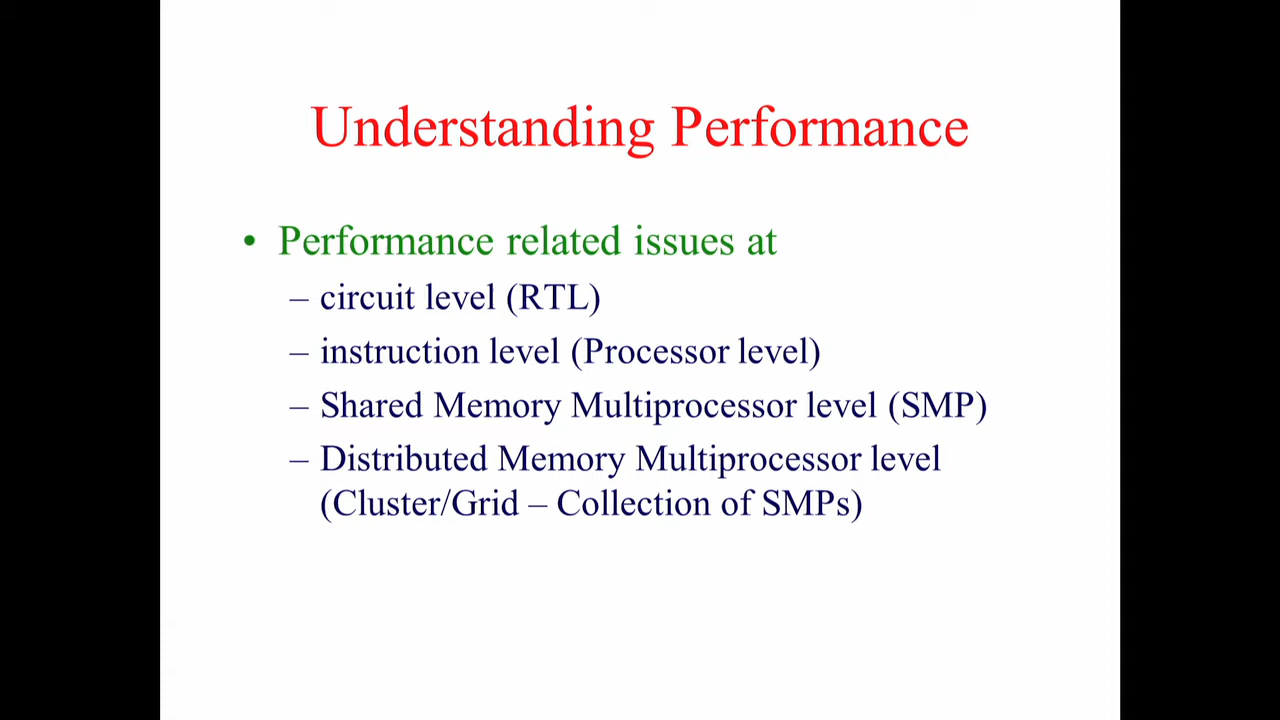 Understanding Performance
• Performance related issues at
– circuit level (RTL)
– instruction level (Processor level)
– Shared Memory Multiprocessor level (SMP)
– Distributed Memory Multiprocessor level
(Cluster/Grid – Collection of SMPs)